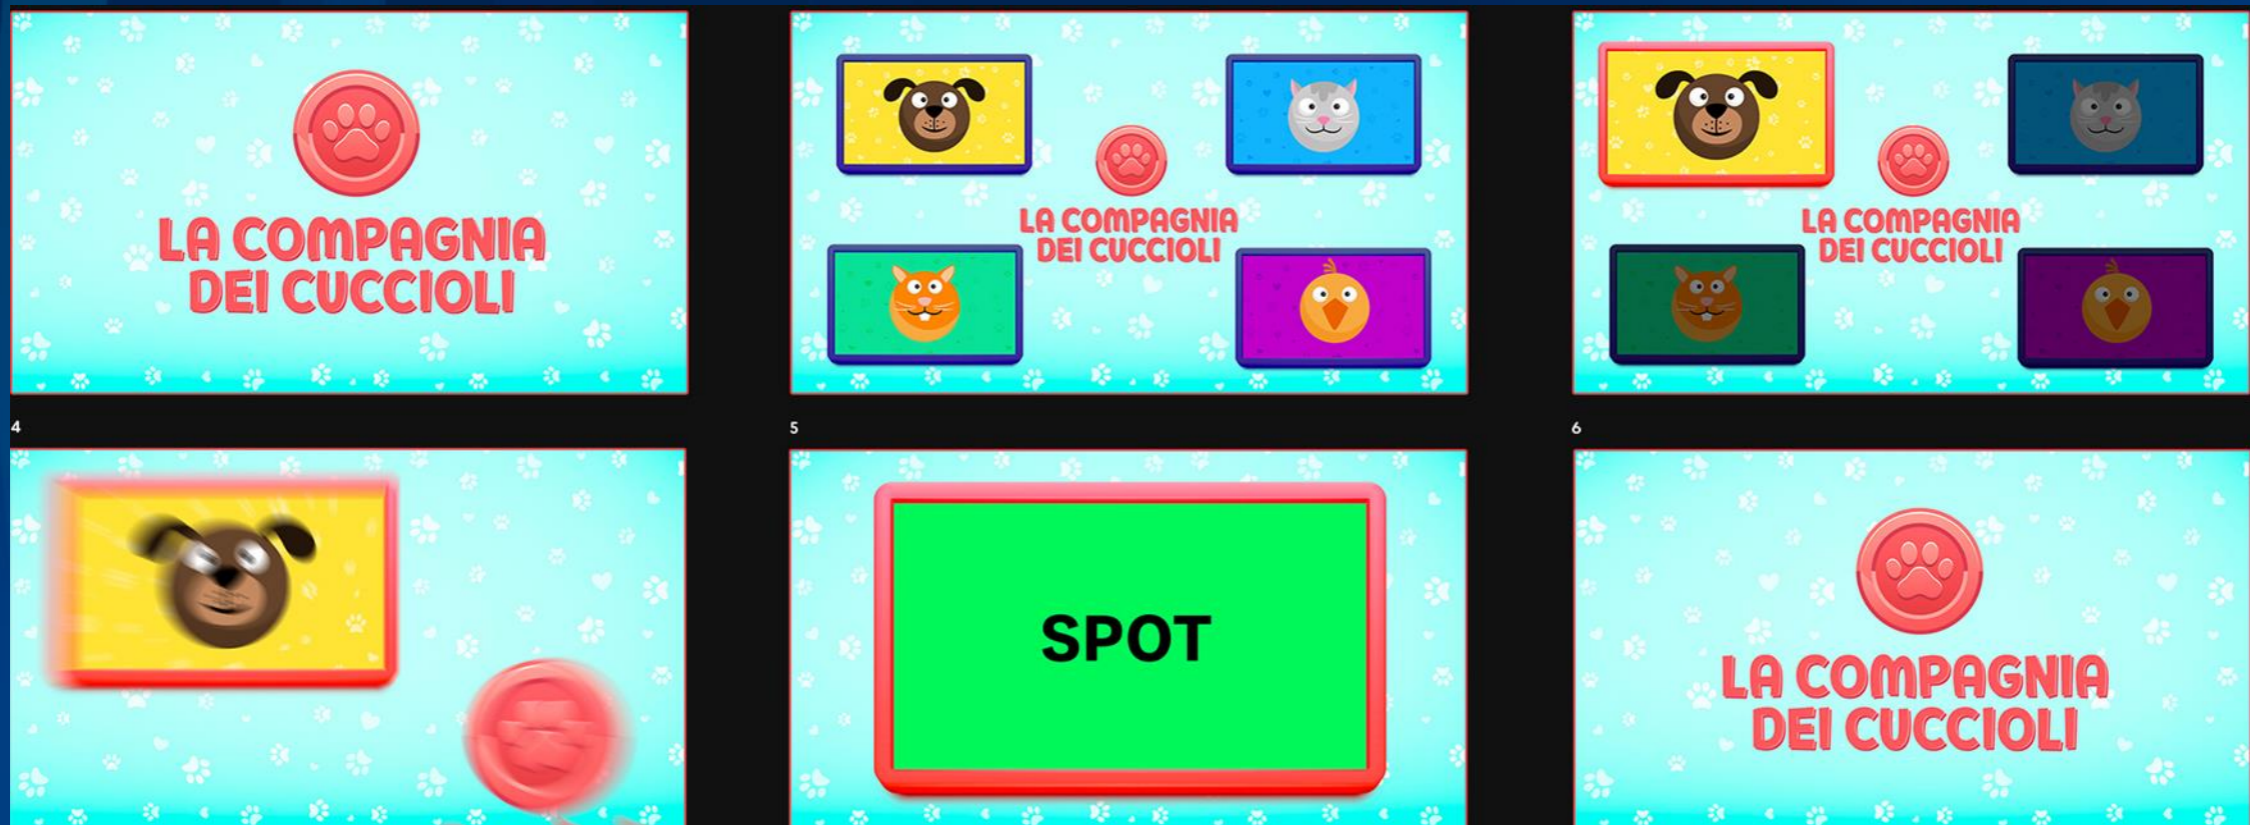 LA COMPAGNIA
DEI CUCCIOLI
LA COMPAGNIA
DEI CUCCIOLI
LA COMPAGNIA
DEI CUCCIOLI
4
5
6
SPOT
LA COMPAGNIA
DEI CUCCIOLI